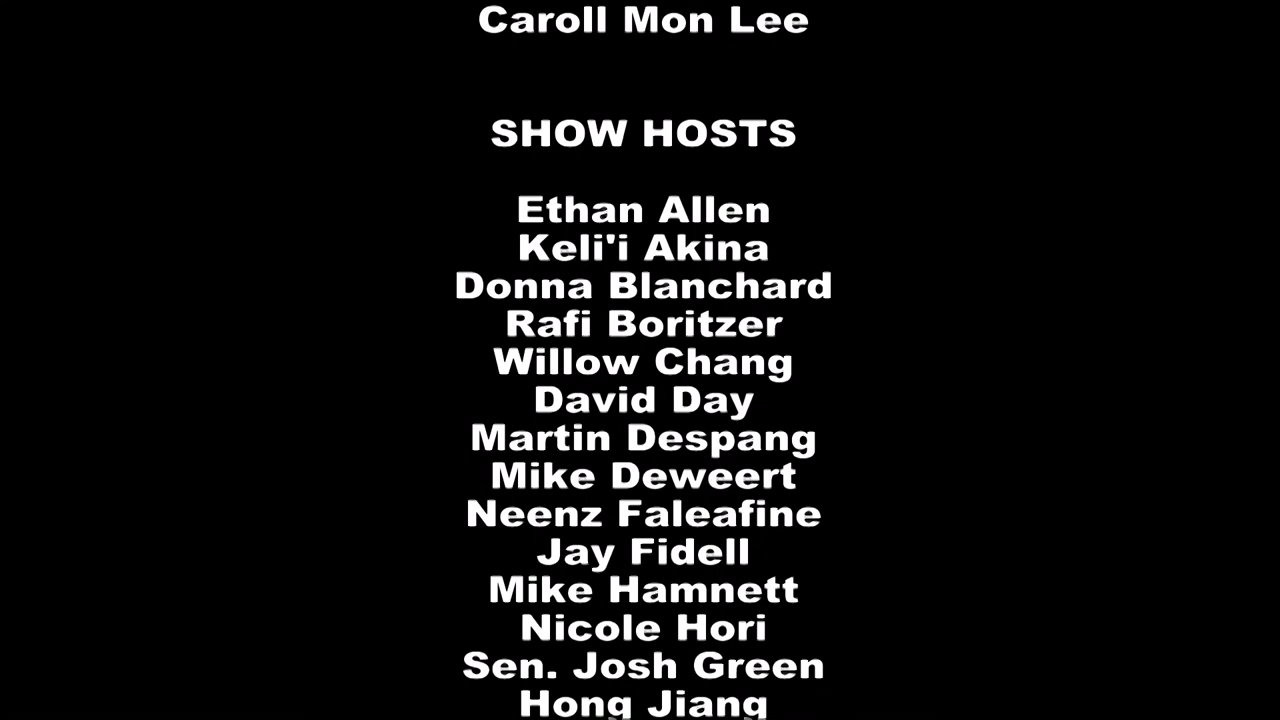 Caroll Mon Lee
SHOW HOSTS
Ethan Allen
Keli'i Akina
Donna Blanchard
Rafi Boritzer
Willow Chang
David Day
Martin Despang
Mike Deweert
Neenz Faleafine
Jay Fidell
Mike Hamnett
Nicole Hori
Sen. Josh Green
Hong Jiang